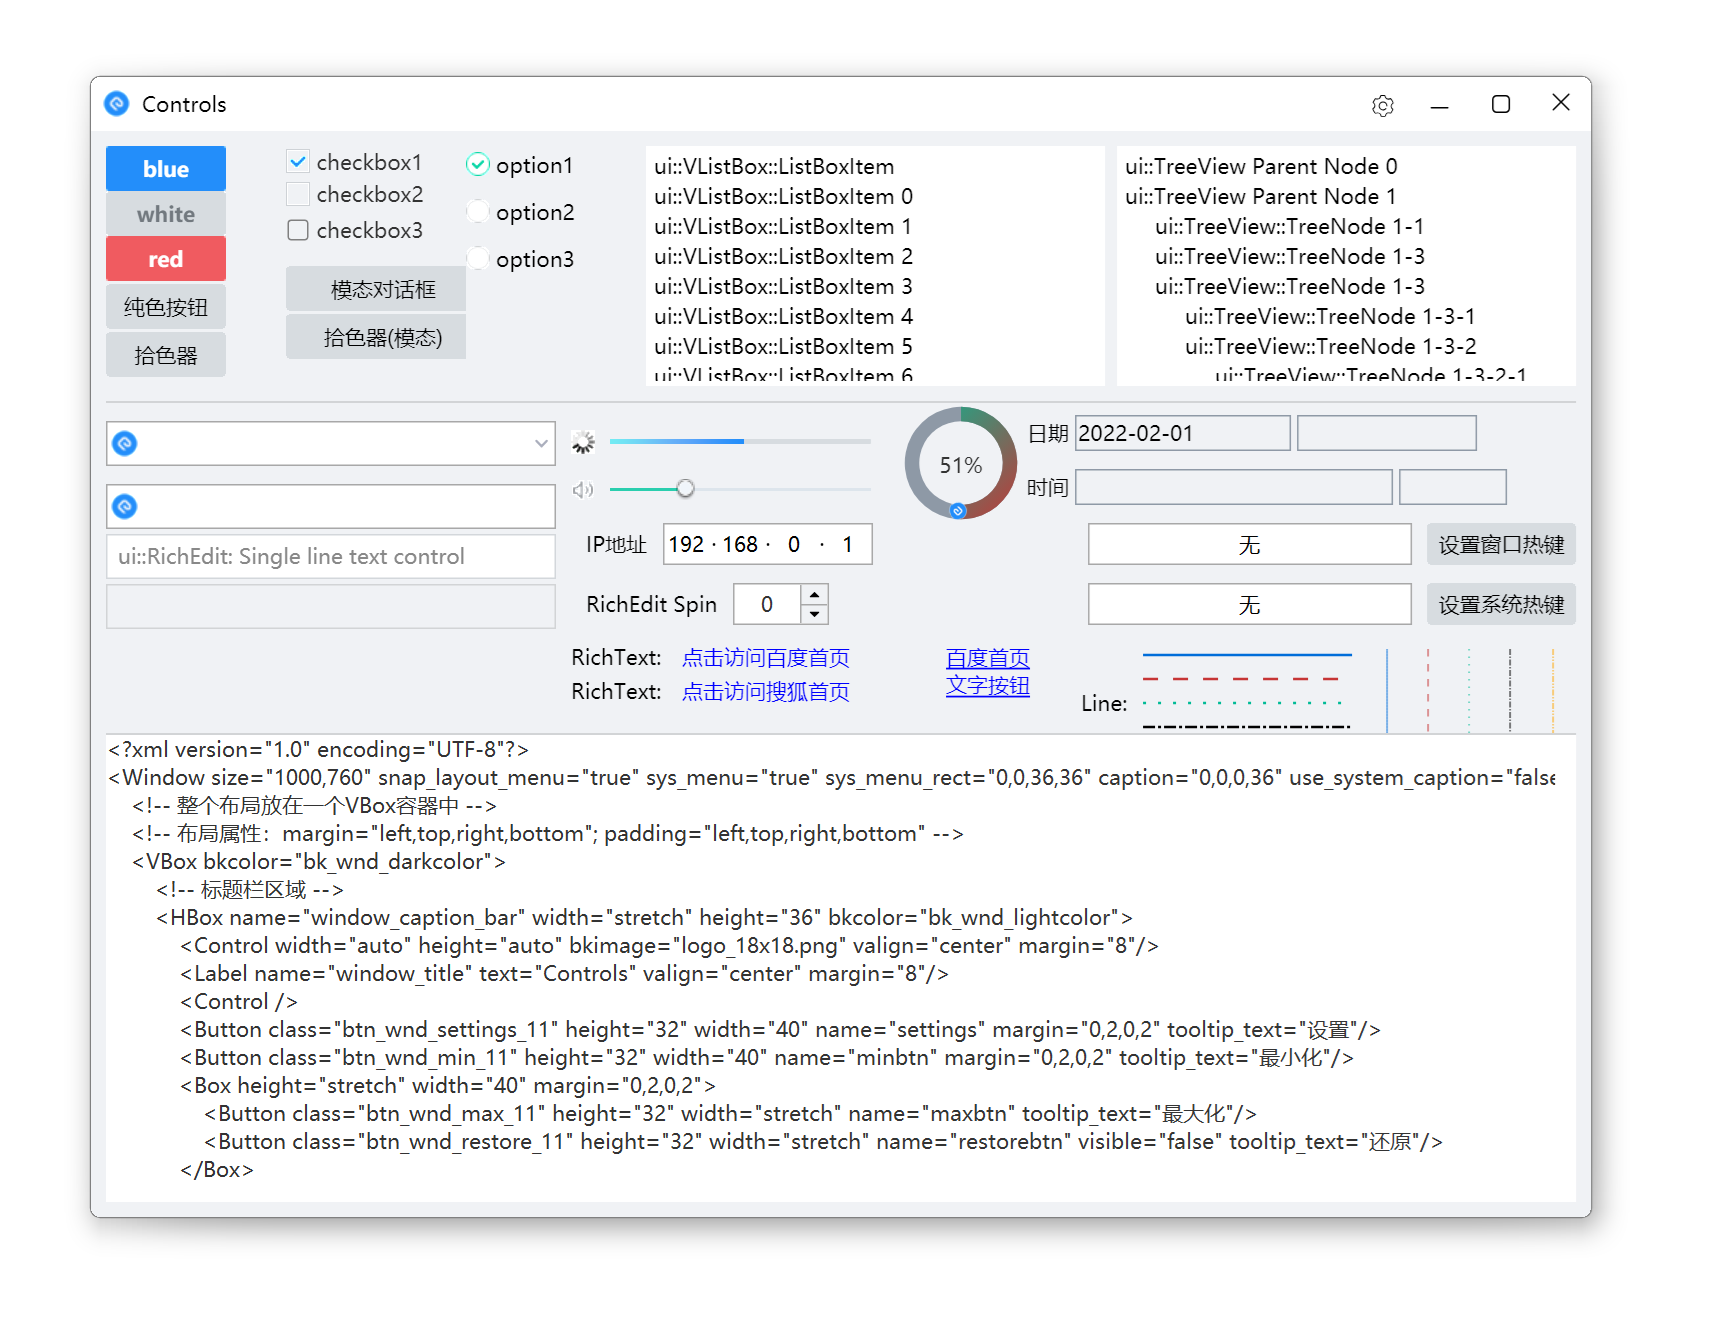 Controls
blue
white
red
纯色按钮
拾色器
checkbox1
checkbox2
checkbox3
模态对话框
拾色器(模态)
option1
option2
option3
ui::VListBox::ListBoxItem
ui::VListBox::ListBoxItem 0
ui::VListBox::ListBoxItem 1
ui::VListBox::ListBoxItem 2
ui::VListBox::ListBoxItem 3
ui::VListBox::ListBoxItem 4
ui::VListBox::ListBoxItem 5
ui::VListBox::ListBoxItem 6
ui::TreeView Parent Node 0
ui::TreeView Parent Node 1
ui::TreeView::TreeNode 1-1
ui::TreeView::TreeNode 1-3
ui::TreeView::TreeNode 1-3
ui::TreeView::TreeNode 1-3-1
ui::TreeView::TreeNode 1-3-2
ui::TreeView::TreeNode 1-3-2-1
ui::RichEdit: Single line text control
51%
日期 2022-02-01
时间
IP地址 192 · 168 · 0 · 1
RichEdit Spin 0
无 设置窗口热键
无 设置系统热键
RichText: 点击访问百度首页
RichText: 点击访问搜狐首页
百度首页
文字按钮
Line:
<?xml version="1.0" encoding="UTF-8"?>
<Window size="1000,760" snap_layout_menu="true" sys_menu="true" sys_menu_rect="0,0,36,36" caption="0,0,0,36" use_system_caption="false
<!-- 整个布局放在一个VBox容器中 -->
<!-- 布局属性：margin="left,top,right,bottom"; padding="left,top,right,bottom" -->
<VBox bkcolor="bk_wnd_darkcolor">
<!-- 标题栏区域 -->
<HBox name="window_caption_bar" width="stretch" height="36" bkcolor="bk_wnd_lightcolor">
<Control width="auto" height="auto" bkimage="logo_18x18.png" valign="center" margin="8"/>
<Label name="window_title" text="Controls" valign="center" margin="8"/>
<Control />
<Button class="btn_wnd_settings_11" height="32" width="40" name="settings" margin="0,2,0,2" tooltip_text="设置"/>
<Button class="btn_wnd_min_11" height="32" width="40" name="minbtn" margin="0,2,0,2" tooltip_text="最小化"/>
<Box height="stretch" width="40" margin="0,2,0,2">
<Button class="btn_wnd_max_11" height="32" width="stretch" name="maxbtn" tooltip_text="最大化"/>
<Button class="btn_wnd_restore_11" height="32" width="stretch" name="restorebtn" visible="false" tooltip_text="还原"/>
</Box>